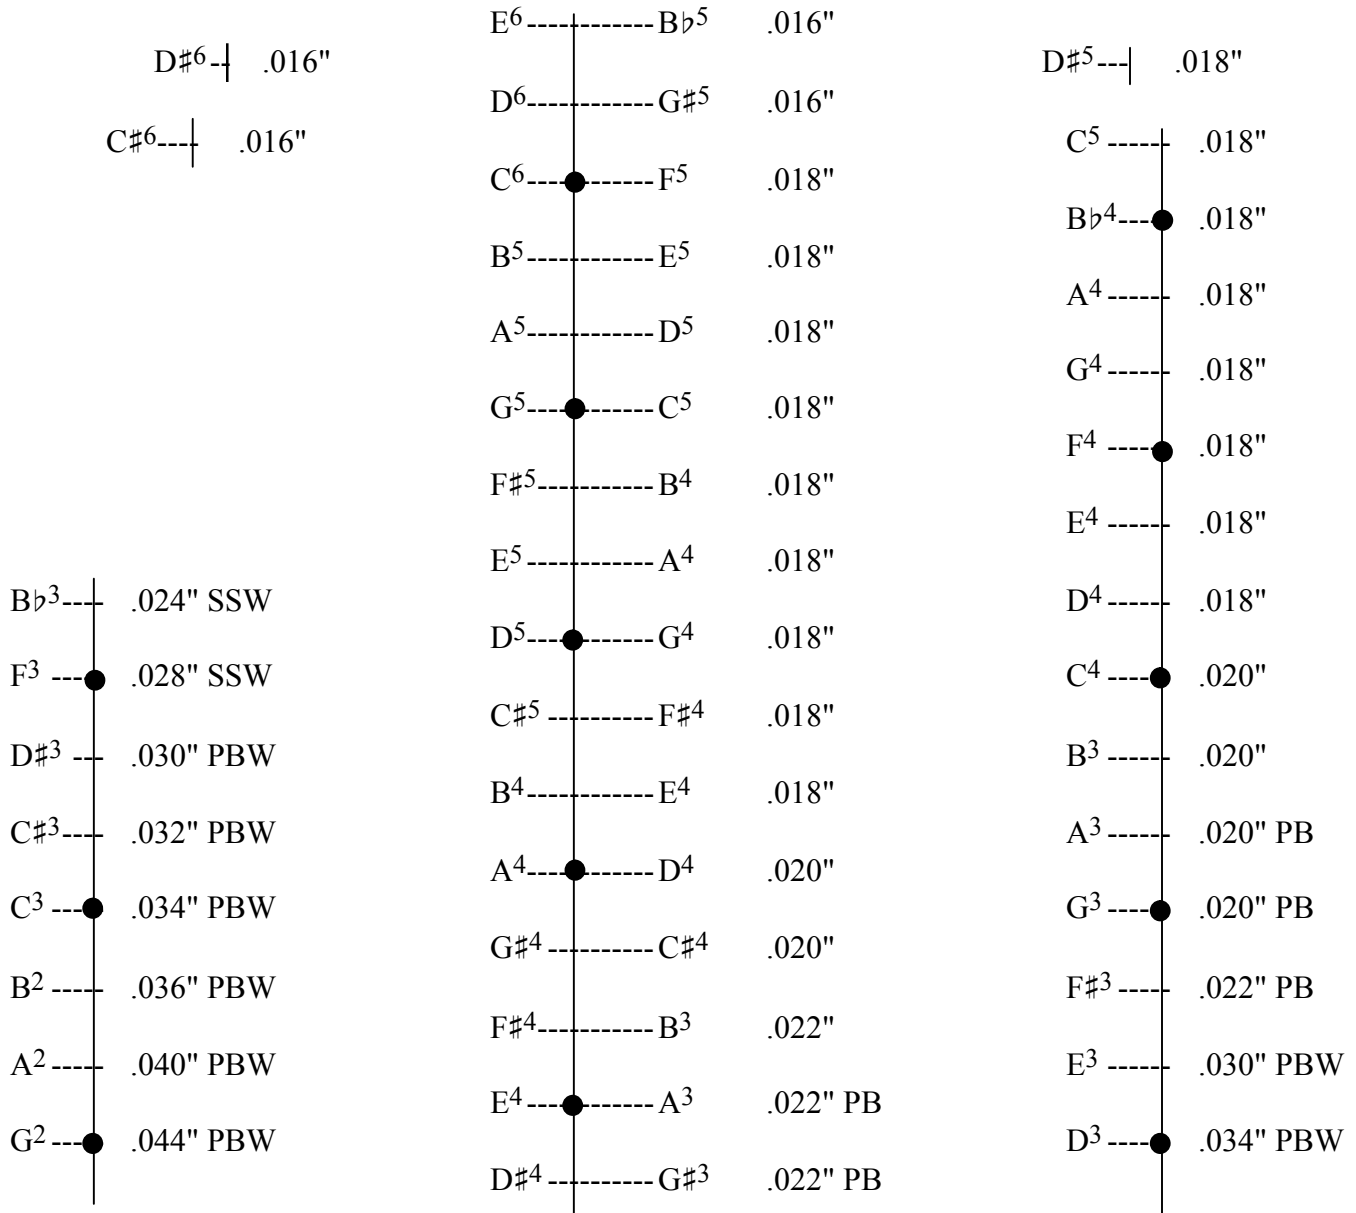 D♯6 .016"
C♯6 .016"
B♭3 .024" SSW
F3 .028" SSW
D♯3 .030" PBW
C♯3 .032" PBW
C3 .034" PBW
B2 .036" PBW
A2 .040" PBW
G2 .044" PBW
E6 B♭5 .016"
D6 G♯5 .016"
C6 F5 .018"
B5 E5 .018"
A5 D5 .018"
G5 C5 .018"
F♯5 B4 .018"
E5 A4 .018"
D5 G4 .018"
C♯5 F♯4 .018"
B4 E4 .018"
A4 D4 .020"
G♯4 C♯4 .020"
F♯4 B3 .022"
E4 A3 .022" PB
D♯4 G♯3 .022" PB
D♯5 .018"
C5 .018"
B♭4 .018"
A4 .018"
G4 .018"
F4 .018"
E4 .018"
D4 .018"
C4 .020"
B3 .020"
A3 .020" PB
G3 .020" PB
F♯3 .022" PB
E3 .030" PBW
D3 .034" PBW